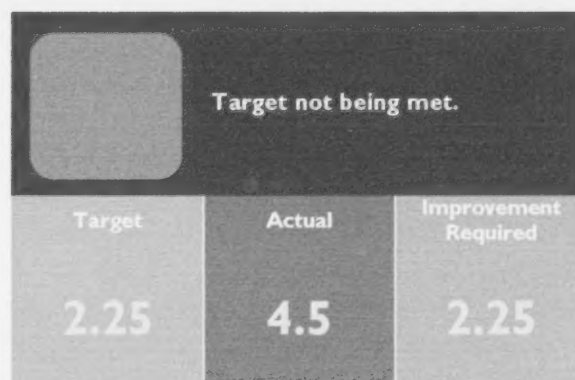 Target not being met.
Target
Actual
Improvement
Required
2.25
4.5
2.25